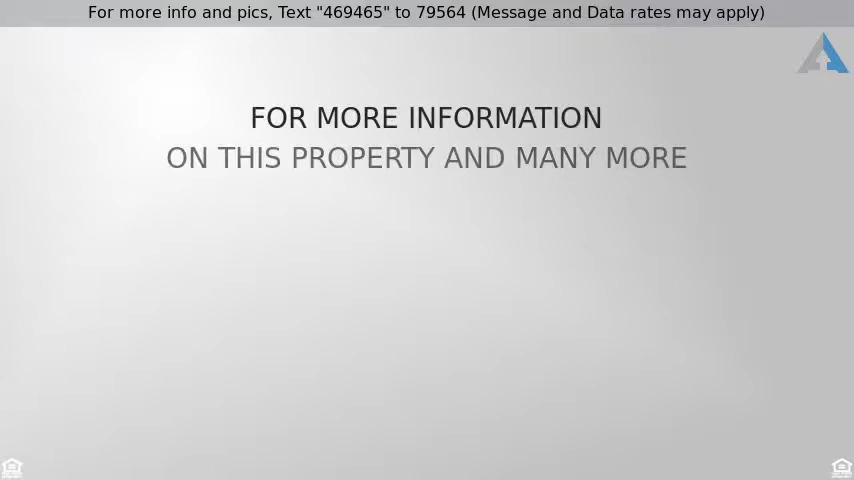 For more info and pics, Text "469465" to 79564 (Message and Data rates may apply)
FOR MORE INFORMATION
ON THIS PROPERTY AND MANY MORE